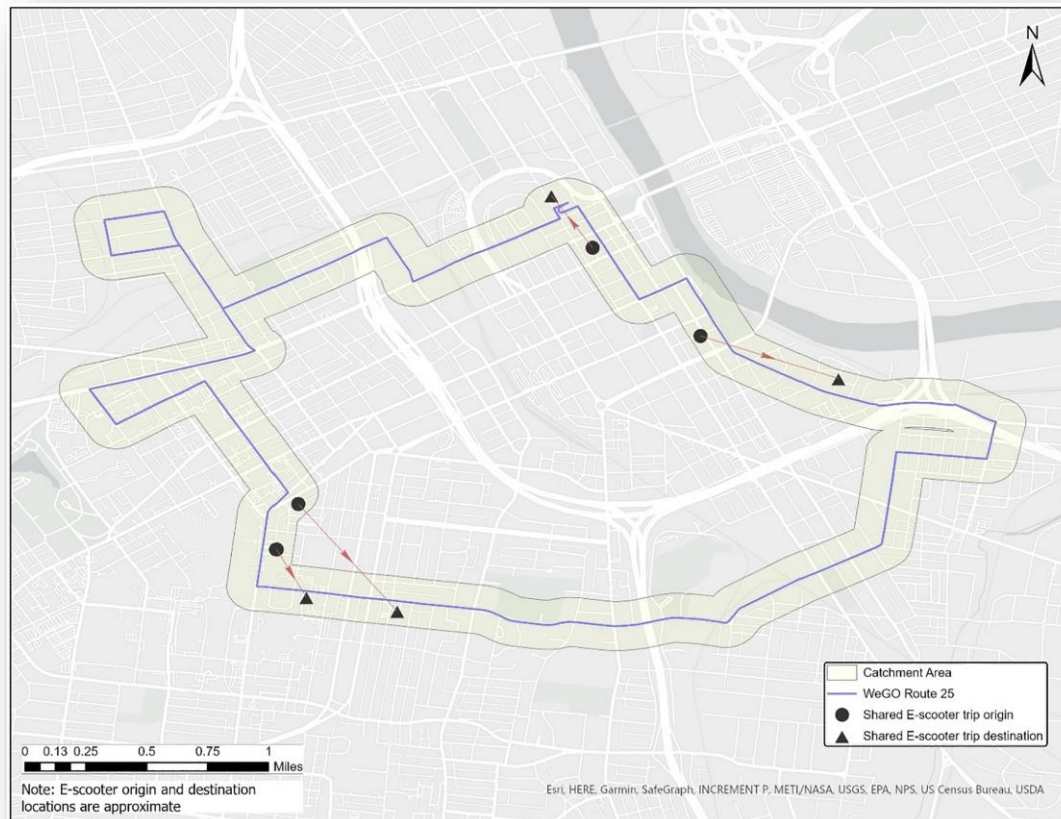 N
Catchment Area
WeGO Route 25
Shared E-scooter trip origin
Shared E-scooter trip destination
0 0.13 0.25 0.5 0.75 1
Miles
Note: E-scooter origin and destination
locations are approximate
Esri, HERE, Garmin, SafeGraph, INCREMENT P, METI/NASA, USGS, EPA, NPS, US Census Bureau, USDA